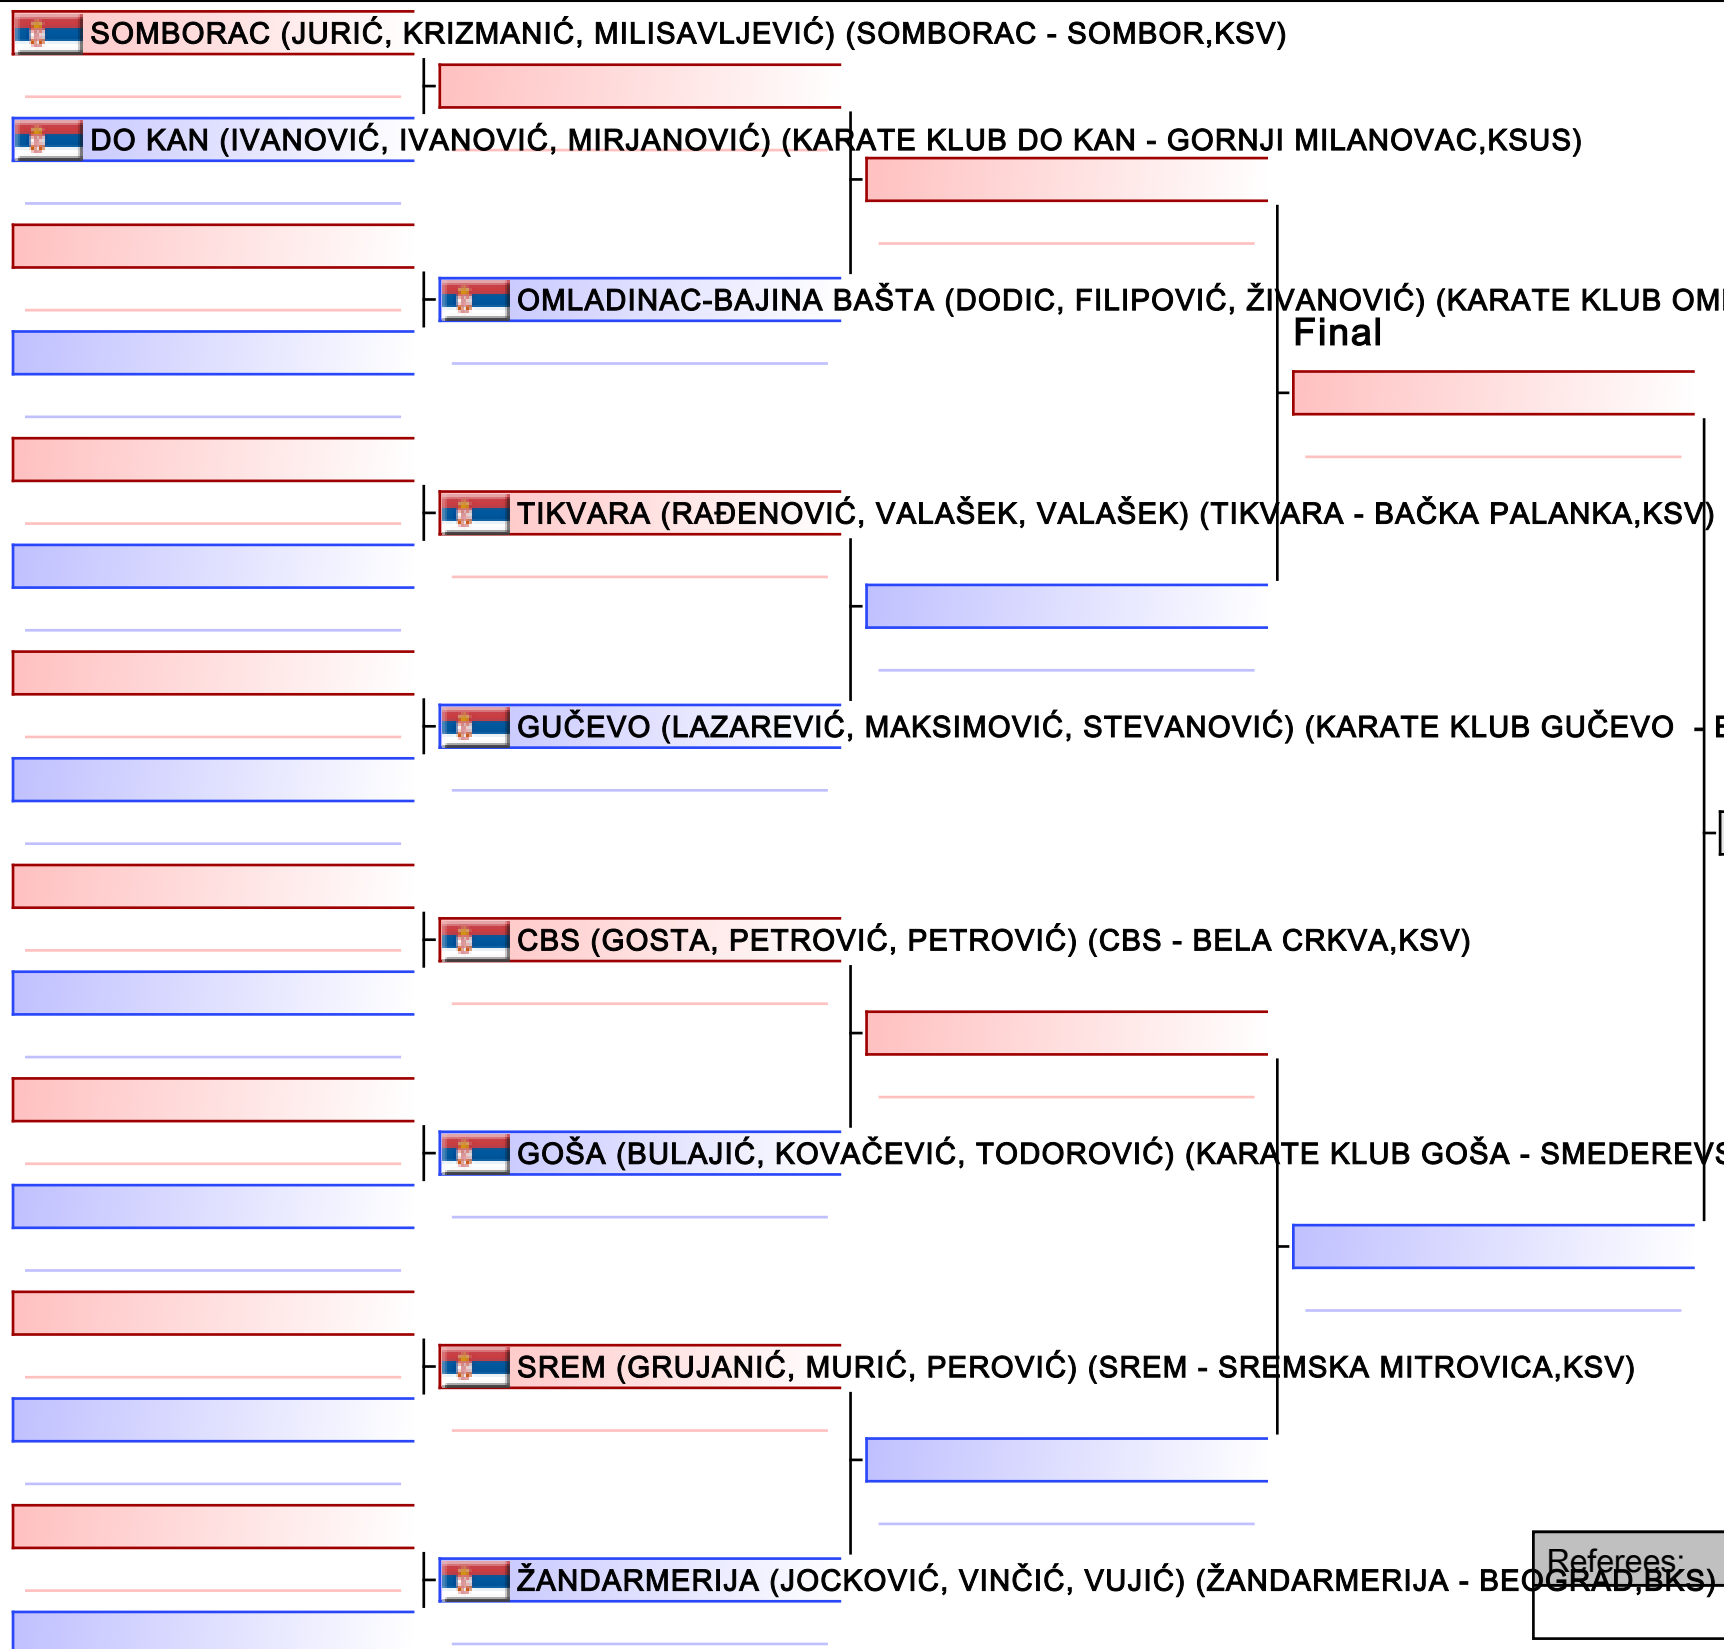 SOMBORAC (JURIĆ, KRIZMANIĆ, MILISAVLJEVIĆ) (SOMBORAC - SOMBOR,KSV)
DO KAN (IVANOVIĆ, IVANOVIĆ, MIRJANOVIĆ) (KARATE KLUB DO KAN - GORNJI MILANOVAC,KSUS)
OMLADINAC-BAJINA BAŠTA (DODIC, FILIPOVIĆ, ŽIVANOVIĆ) (KARATE KLUB
Final
TIKVARA (RAĐENOVIĆ, VALAŠEK, VALAŠEK) (TIKVARA - BAČKA PALANKA,KSV)
GUČEVO (LAZAREVIĆ, MAKSIMOVIĆ, STEVANOVIĆ) (KARATE KLUB GUČEVO -
CBS (GOSTA, PETROVIĆ, PETROVIĆ) (CBS - BELA CRKVA,KSV)
GOŠA (BULAJIĆ, KOVAČEVIĆ, TODOROVIĆ) (KARATE KLUB GOŠA -
SREM (GRUJANIĆ, MURIĆ, PEROVIĆ) (SREM - SREMSKA MITROVICA,KSV)
Referees:
ŽANDARMERIJA (JOCKOVIĆ, VINČIĆ, VUJIĆ) (ŽANDARMERIJA - BEOGRAD,BKS)